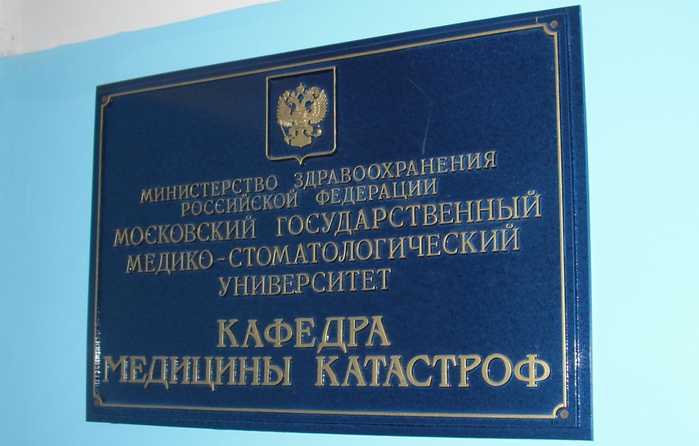 МИНИСТЕРСТВО ЗДРАВООХРАНЕНИЯ
РОССИЙСКОЙ ФЕДЕРАЦИИ
МОСКОВСКИЙ ГОСУДАРСТВЕННЫЙ
МЕДИКО-СТОМАТОЛОГИЧЕСКИЙ
УНИВЕРСИТЕТ
КАФЕДРА
МЕДИЦИНЫ КАТАСТРОФ